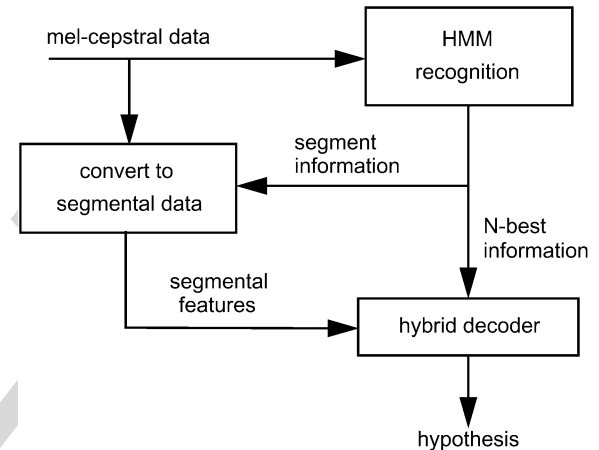 mel-cepstral data
HMM
recognition
segment
information
convert to
segmental data
N-best
information
segmental
features
hybrid decoder
hypothesis